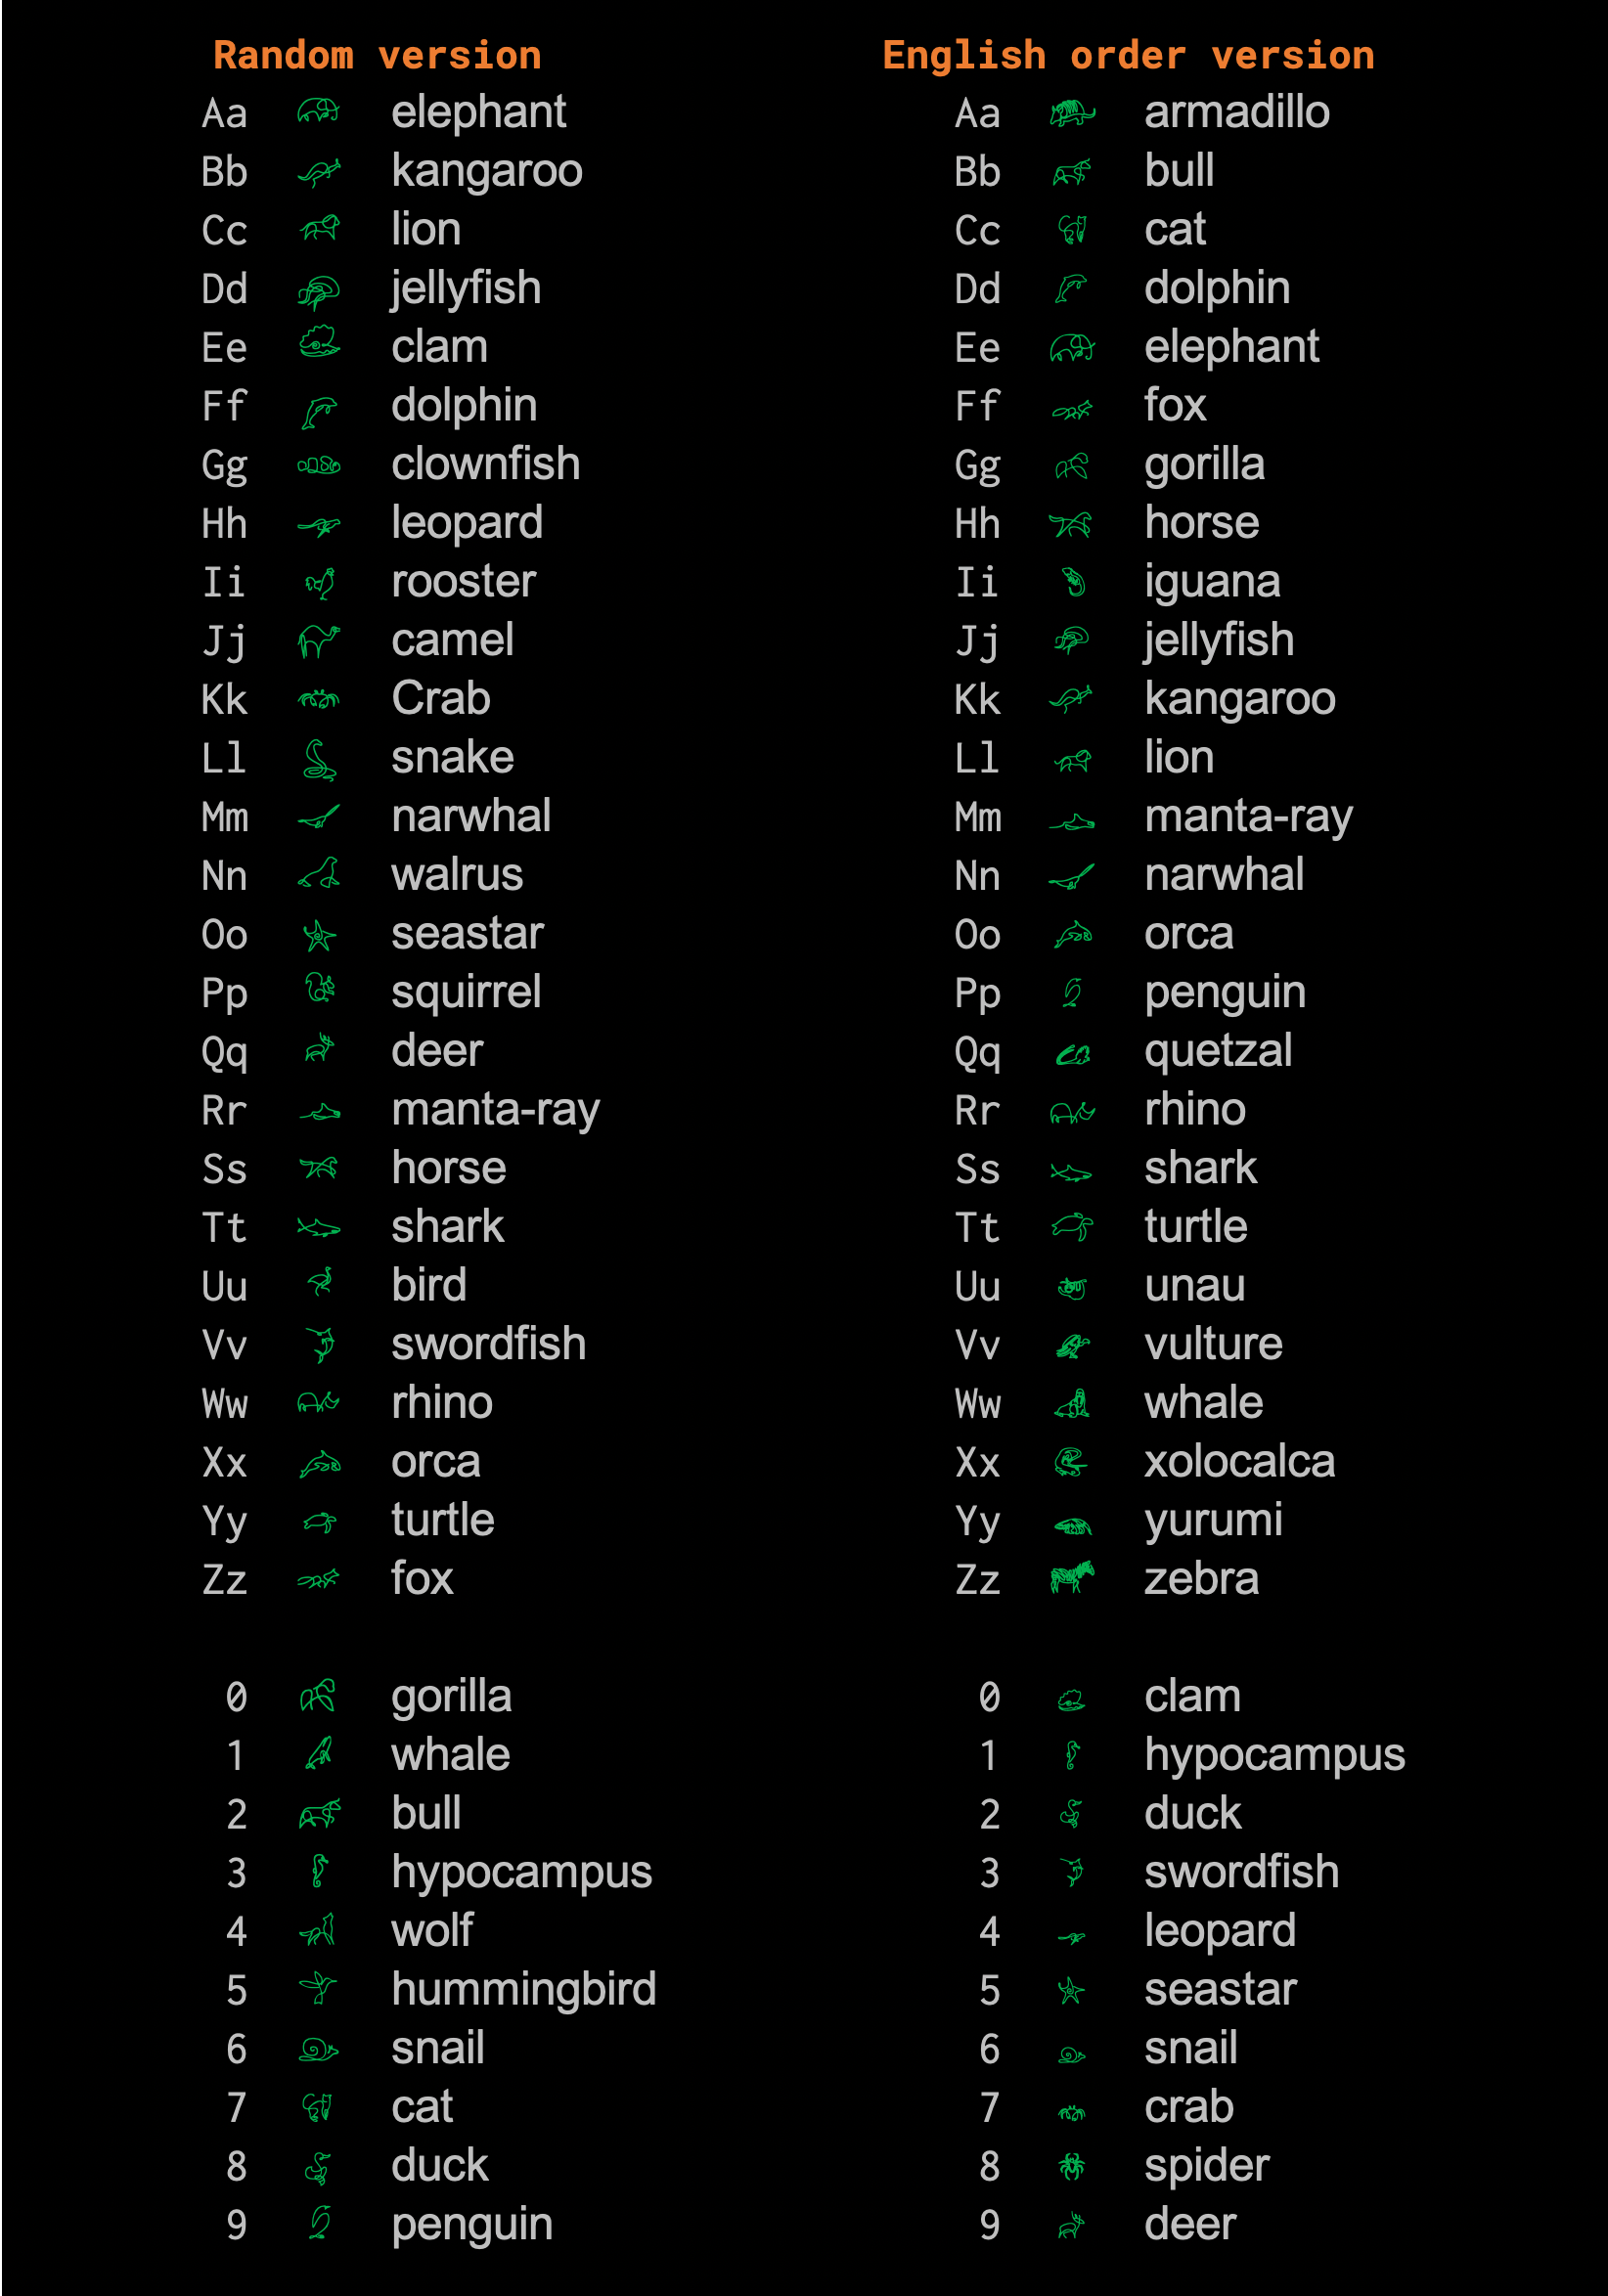 Random version English order version
Aa elephant Aa armadillo
Bb kangaroo Bb bull
Cc lion Cc cat
Dd jellyfish Dd dolphin
Ee clam Ee elephant
Ff dolphin Ff fox
Gg clownfish Gg gorilla
Hh leopard Hh horse
Ii rooster Ii iguana
Jj camel Jj jellyfish
Kk Crab Kk kangaroo
Ll snake Ll lion
Mm narwhal Mm manta-ray
Nn walrus Nn narwhal
Oo seastar Oo orca
Pp squirrel Pp penguin
Qq deer Qq quetzal
Rr manta-ray Rr rhino
Ss horse Ss shark
Tt shark Tt turtle
Uu bird Uu unau
Vv swordfish Vv vulture
Ww rhino Ww whale
Xx orca Xx xolocalca
Yy turtle Yy yurumi
Zz fox Zz zebra
0 gorilla 0 clam
1 whale 1 hypocampus
2 bull 2 duck
3 hypocampus 3 swordfish
4 wolf 4 leopard
5 hummingbird 5 seastar
6 snail 6 snail
7 cat 7 crab
8 duck 8 spider
9 penguin 9 deer